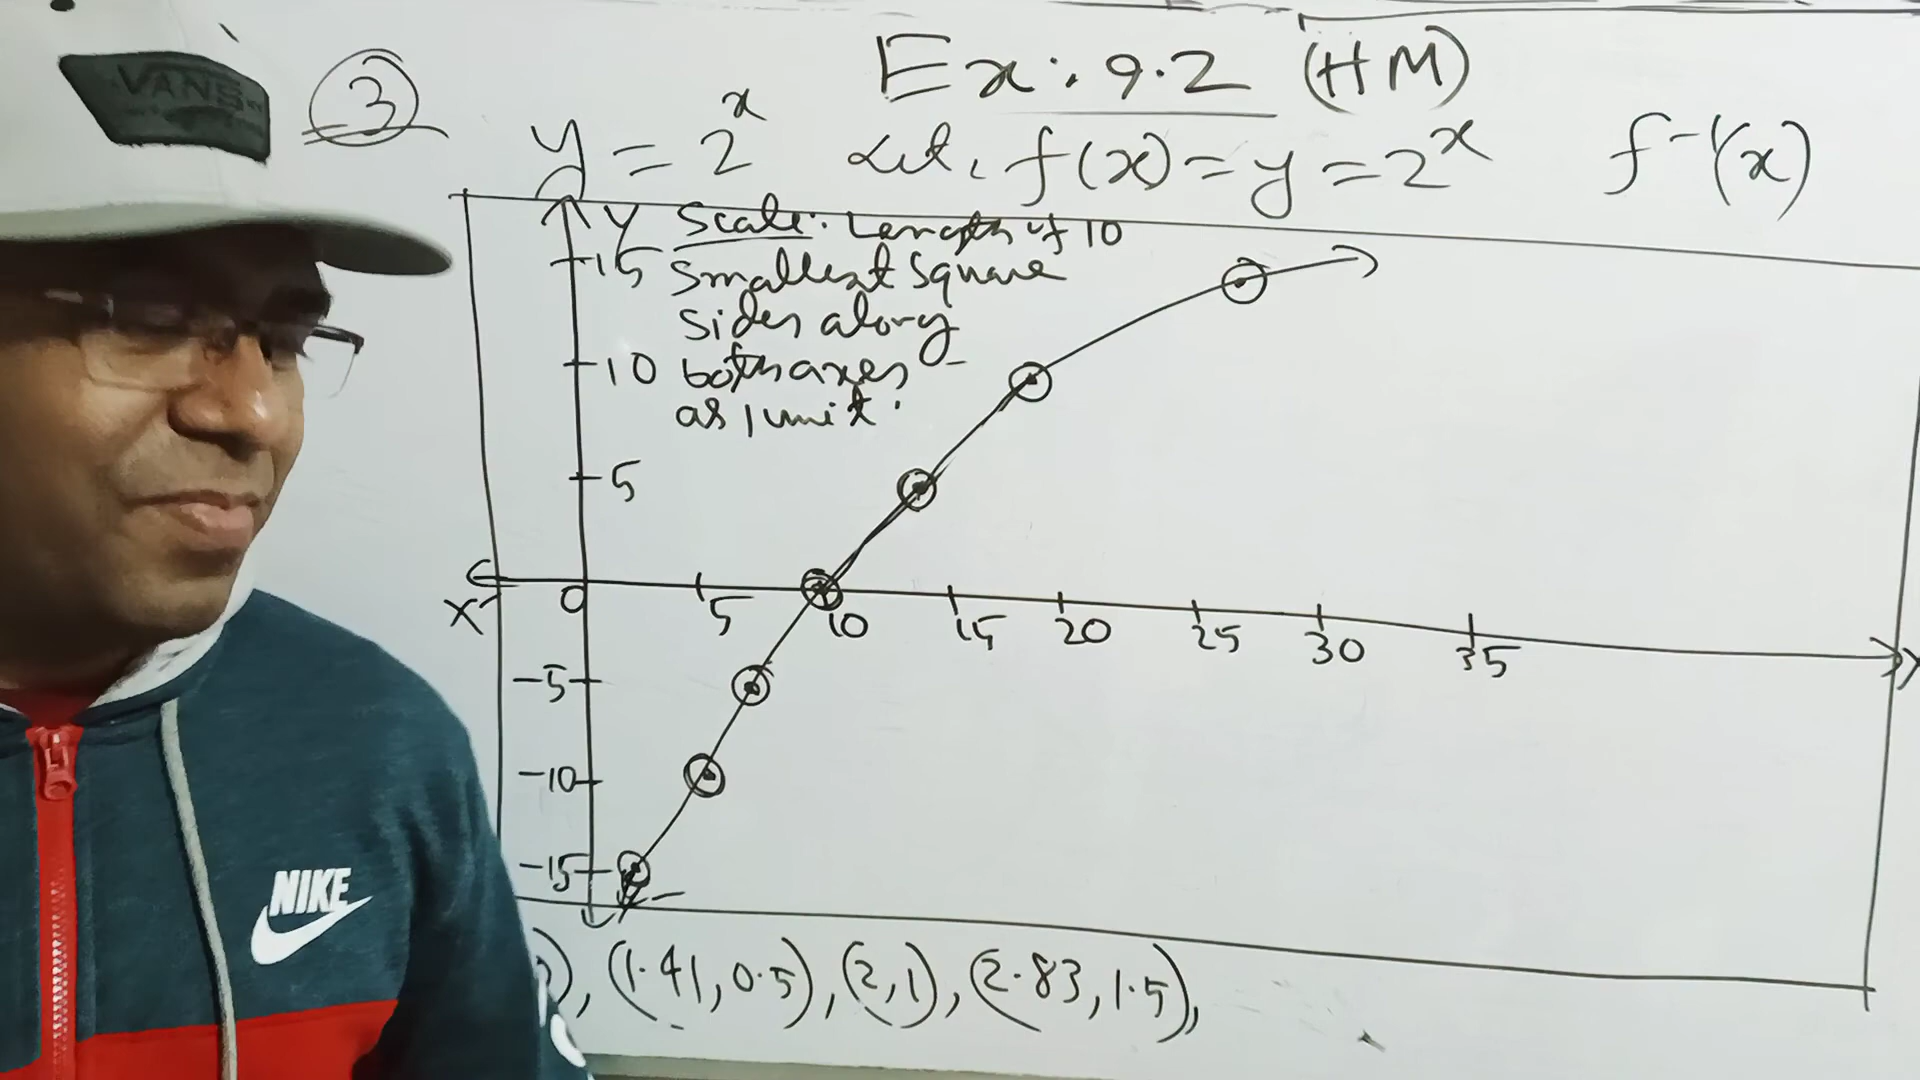 Ex: 9.2 (HM)
③
y = 2^x Let, f(x) = y = 2^x f^-1(x)
Y Scale: Length of 10
smallest square
sides along
both axes
as 1 unit.
15
10
5
X' 0 5 10 15 20 25 30 35 X
-5
-10
-15
), (1.41, 0.5), (2, 1), (2.83, 1.5),
VANS
NIKE